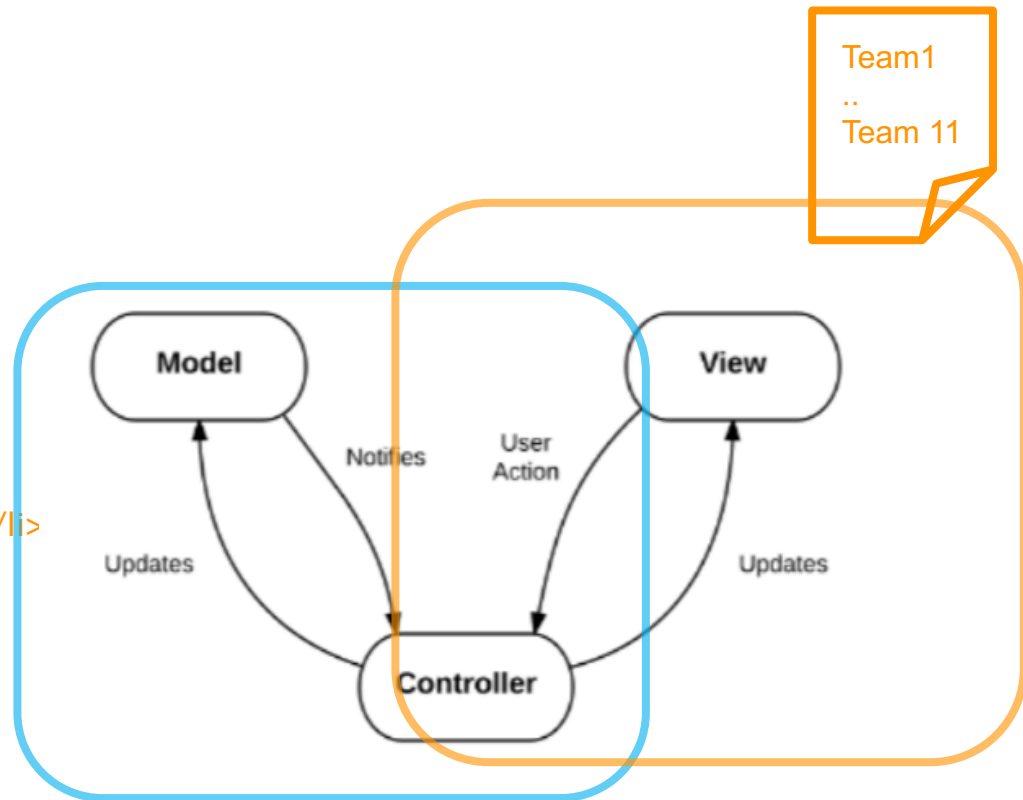 Team1
..
Team 11
Model
View
Notifies
User
Action
/li>
Updates
Updates
Controller